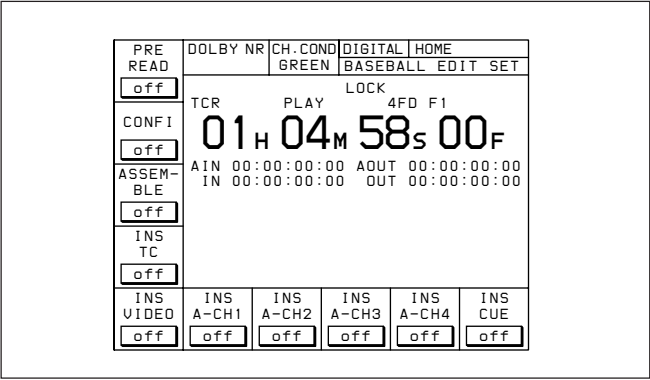 PRE READ
off
DOLBY NR
CH.COND
GREEN
DIGITAL
HOME
BASEBALL EDIT SET
LOCK
TCR PLAY 4FD F1
01H 04M 58S 00F
AIN 00:00:00:00 AOUT 00:00:00:00
IN 00:00:00:00 OUT 00:00:00:00
CONFI
off
ASSEM-
BLE
off
INS
TC
off
INS
VIDEO
off
INS
A-CH1
off
INS
A-CH2
off
INS
A-CH3
off
INS
A-CH4
off
INS
CUE
off